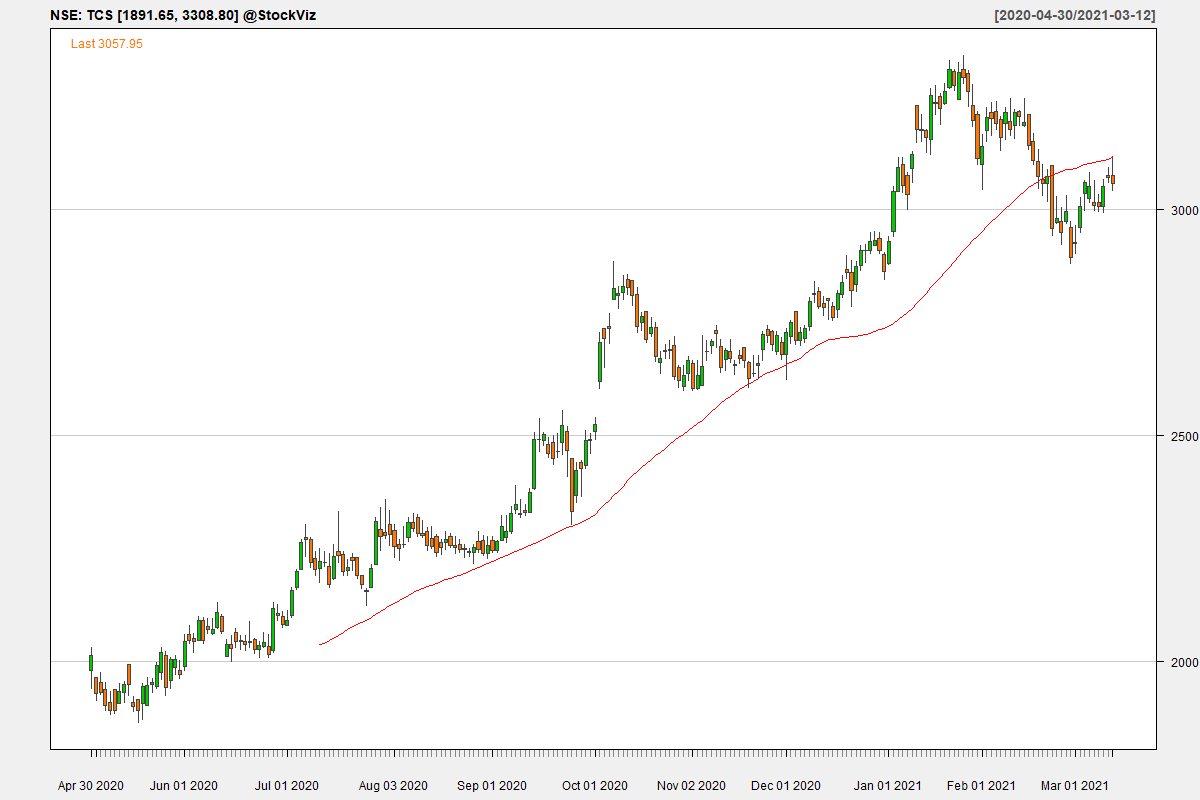 NSE: TCS [1891.65, 3308.80] @StockViz
[2020-04-30/2021-03-12]
Last 3057.95
3000
2500
2000
Apr 30 2020 Jun 01 2020 Jul 01 2020 Aug 03 2020 Sep 01 2020 Oct 01 2020 Nov 02 2020 Dec 01 2020 Jan 01 2021 Feb 01 2021 Mar 01 2021